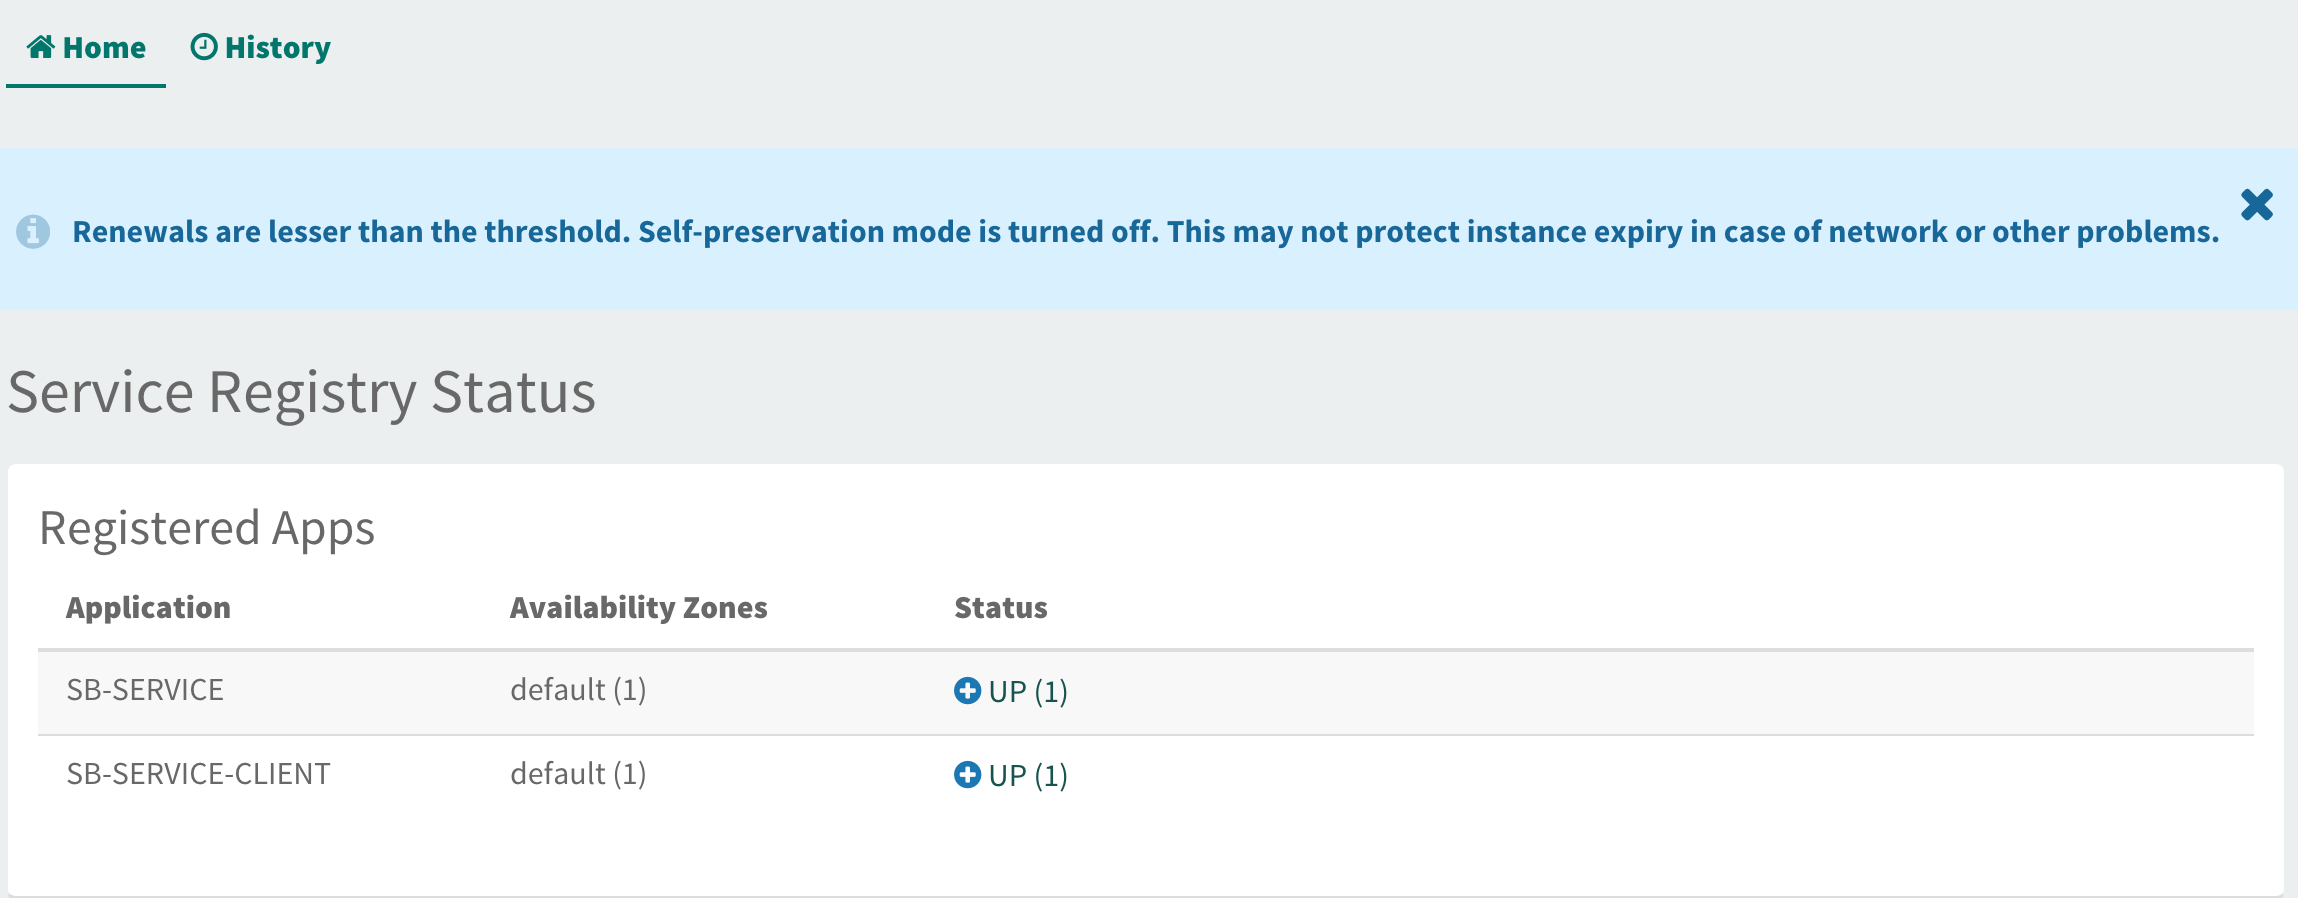 Home History
Renewals are lesser than the threshold. Self-preservation mode is turned off. This may not protect instance expiry in case of network or other problems.
Service Registry Status
Registered Apps
Application Availability Zones Status
SB-SERVICE default (1) UP (1)
SB-SERVICE-CLIENT default (1) UP (1)